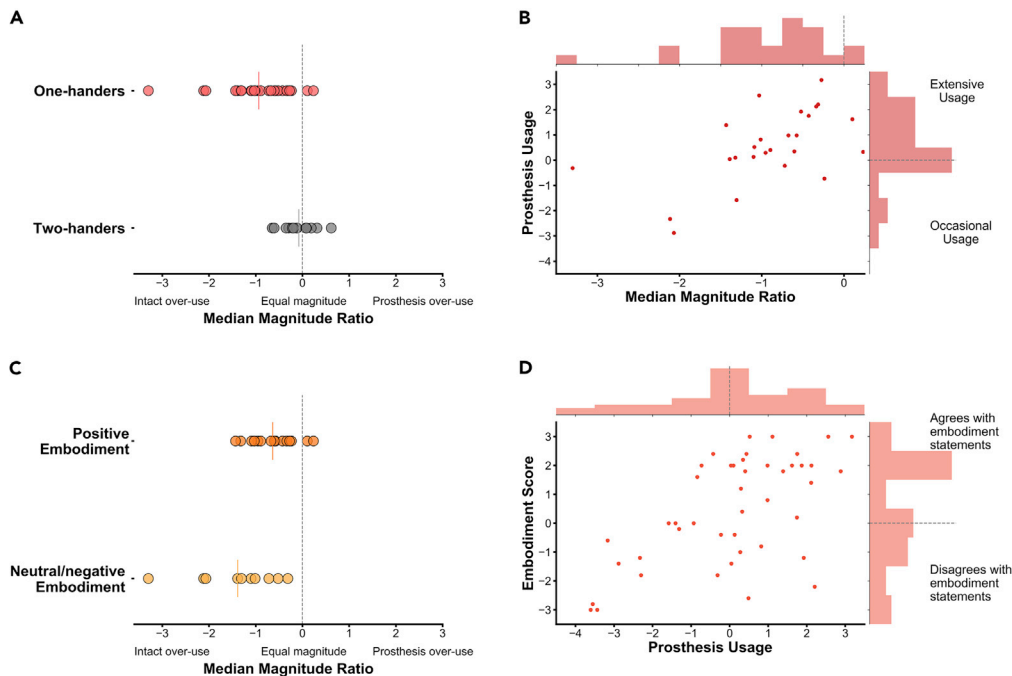 A
One-handers
Two-handers
−3 −2 −1 0 1 2 3
Intact over-use Equal magnitude Prosthesis over-use
Median Magnitude Ratio
B
Prosthesis Usage
3
2
1
0
−1
−2
−3
−4
−3 −2 −1 0
Median Magnitude Ratio
Extensive
Usage
Occasional
Usage
C
Positive
Embodiment
Neutral/negative
Embodiment
−3 −2 −1 0 1 2 3
Intact over-use Equal magnitude Prosthesis over-use
Median Magnitude Ratio
D
Embodiment Score
3
2
1
0
−1
−2
−3
−4 −3 −2 −1 0 1 2 3
Prosthesis Usage
Agrees with
embodiment
statements
Disagrees with
embodiment
statements